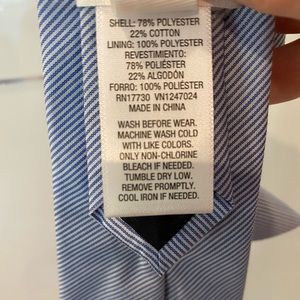 SHELL: 78% POLYESTER
22% COTTON
LINING: 100% POLYESTER
REVESTIMIENTO:
78% POLIÉSTER
22% ALGODÓN
FORRO: 100% POLIÉSTER
RN17730 VN1247024
MADE IN CHINA
WASH BEFORE WEAR.
MACHINE WASH COLD
WITH LIKE COLORS.
ONLY NON-CHLORINE
BLEACH IF NEEDED.
TUMBLE DRY LOW.
REMOVE PROMPTLY.
COOL IRON IF NEEDED.